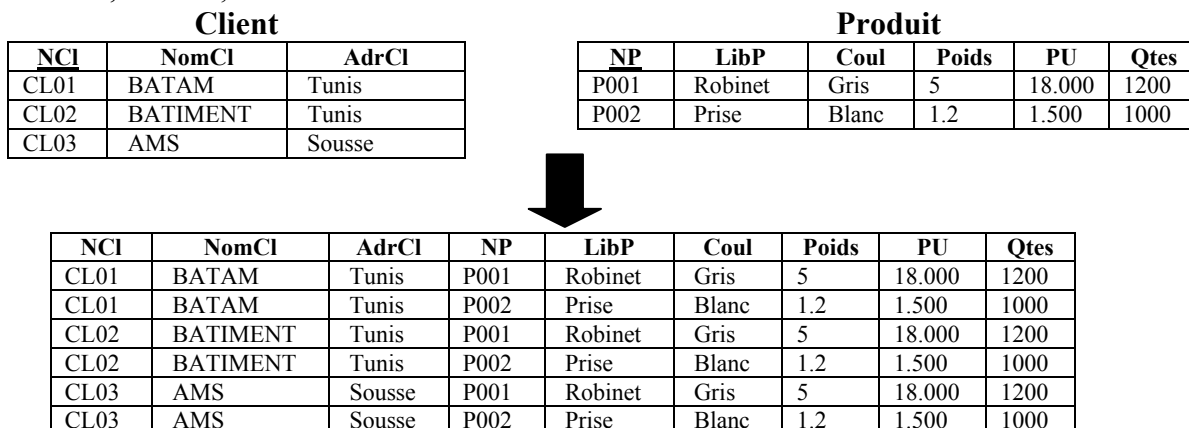 Client
NCl NomCl AdrCl
CL01 BATAM Tunis
CL02 BATIMENT Tunis
CL03 AMS Sousse
Produit
NP LibP Coul Poids PU Qtes
P001 Robinet Gris 5 18.000 1200
P002 Prise Blanc 1.2 1.500 1000
NCl NomCl AdrCl NP LibP Coul Poids PU Qtes
CL01 BATAM Tunis P001 Robinet Gris 5 18.000 1200
CL01 BATAM Tunis P002 Prise Blanc 1.2 1.500 1000
CL02 BATIMENT Tunis P001 Robinet Gris 5 18.000 1200
CL02 BATIMENT Tunis P002 Prise Blanc 1.2 1.500 1000
CL03 AMS Sousse P001 Robinet Gris 5 18.000 1200
CL03 AMS Sousse P002 Prise Blanc 1.2 1.500 1000